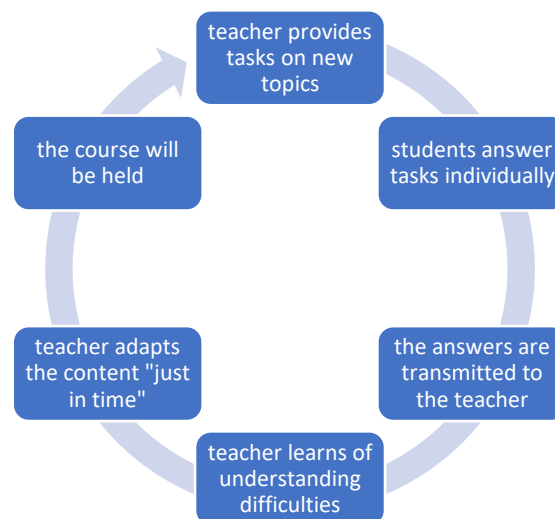 teacher provides
tasks on new
topics
students answer
tasks individually
the answers are
transmitted to
the teacher
teacher learns of
understanding
difficulties
teacher adapts
the content "just
in time"
the course will
be held